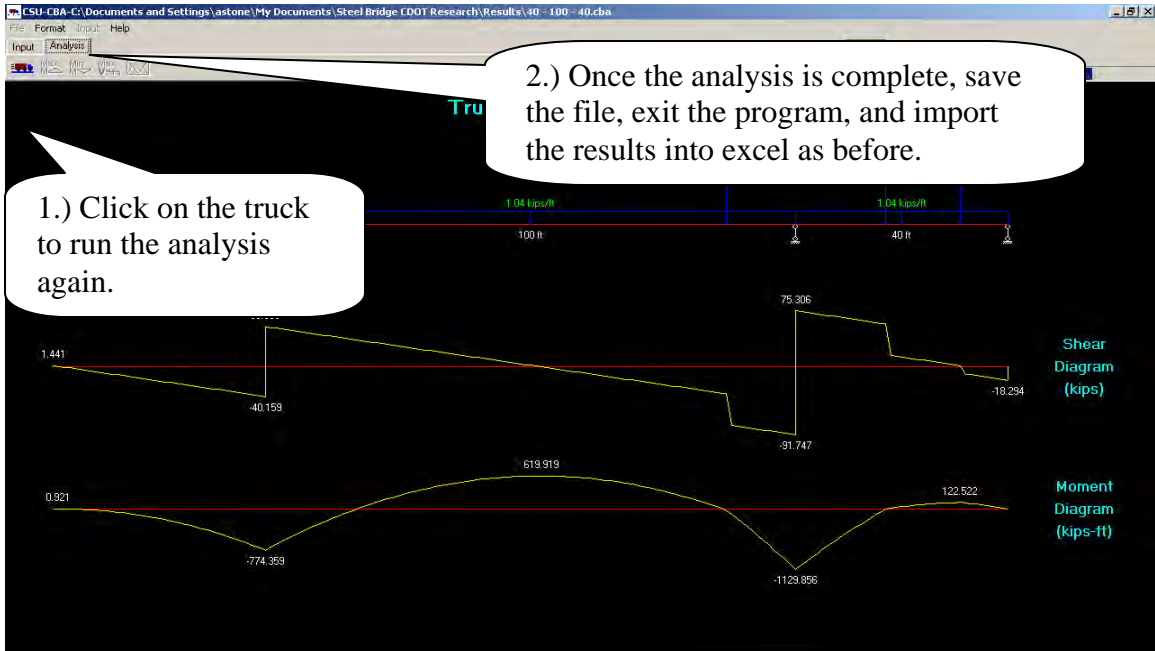 CSU-CBA-C:\Documents and Settings\astone\My Documents\Steel Bridge CDOT Research\Results\40 - 100 - 40.cba
File Format Input Help
Input Analysis
Max Min Max
2.) Once the analysis is complete, save
the file, exit the program, and import
the results into excel as before.
Tru
1.) Click on the truck
to run the analysis
again.
1.04 kips/ft 1.04 kips/ft
100 ft 40 ft
75.306
1.441
Shear
Diagram
(kips)
-18.294
-40.159
-91.747
619.919
0.921
122.522
Moment
Diagram
(kips-ft)
-774.359
-1129.856